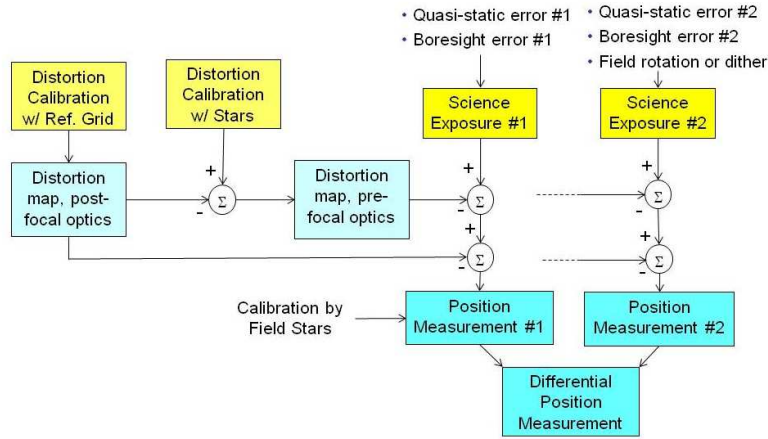 • Quasi-static error #1
• Boresight error #1
• Quasi-static error #2
• Boresight error #2
• Field rotation or dither
Distortion
Calibration
w/ Ref. Grid
Distortion
Calibration
w/ Stars
Science
Exposure #1
Science
Exposure #2
Distortion
map, post-
focal optics
+
-
Σ
Distortion
map, pre-
focal optics
+
-
Σ
+
-
Σ
+
-
Σ
+
-
Σ
Calibration by
Field Stars
Position
Measurement #1
Position
Measurement #2
Differential
Position
Measurement